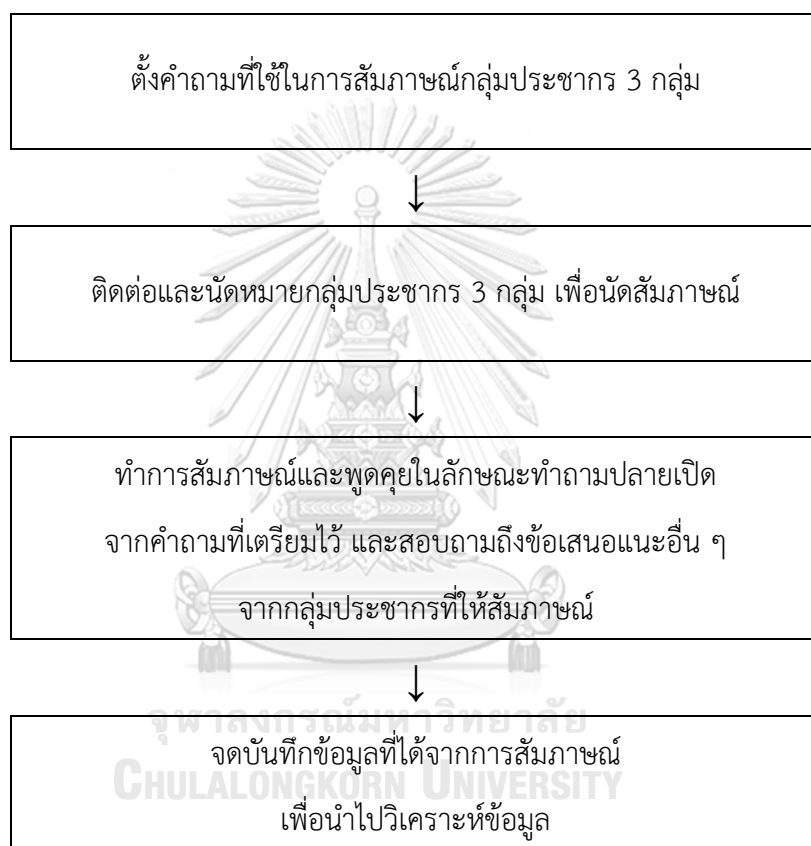 ตั้งคำถามที่ใช้ในการสัมภาษณ์กลุ่มประชากร 3 กลุ่ม
↓
ติดต่อและนัดหมายกลุ่มประชากร 3 กลุ่ม เพื่อนัดสัมภาษณ์
↓
ทำการสัมภาษณ์และพูดคุยในลักษณะทำถามปลายเปิด
จากคำถามที่เตรียมไว้ และสอบถามถึงข้อเสนอแนะอื่น ๆ
จากกลุ่มประชากรที่ให้สัมภาษณ์
↓
จุฬาลงกรณ์มหาวิทยาลัย
จดบันทึกข้อมูลที่ได้จากการสัมภาษณ์
CHULALONGKORN UNIVERSITY
เพื่อนำไปวิเคราะห์ข้อมูล